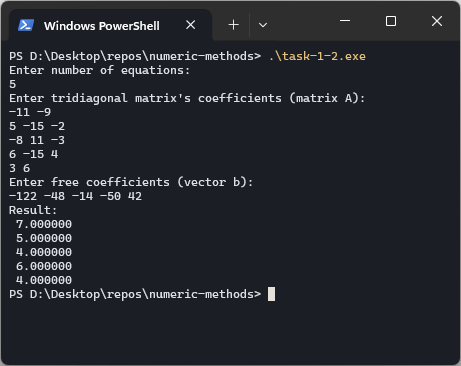 Windows PowerShell
PS D:\Desktop\repos\numeric-methods> .\task-1-2.exe
Enter number of equations:
5
Enter tridiagonal matrix's coefficients (matrix A):
-11 -9
5 -15 -2
-8 11 -3
6 -15 4
3 6
Enter free coefficients (vector b):
-122 -48 -14 -50 42
Result:
7.000000
5.000000
4.000000
6.000000
4.000000
PS D:\Desktop\repos\numeric-methods>